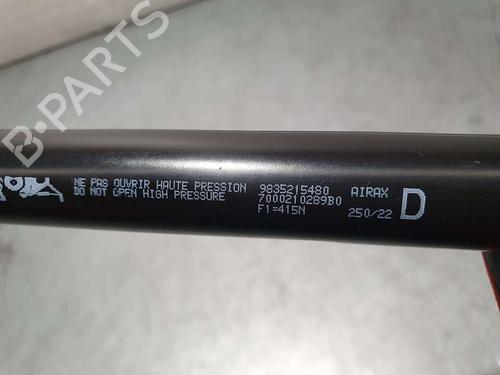 B-PARTS
NE PAS OUVRIR HAUTE PRESSION
DO NOT OPEN HIGH PRESSURE
9835215480
7000210289B0
F1=415N
AIRAX
250/22
D